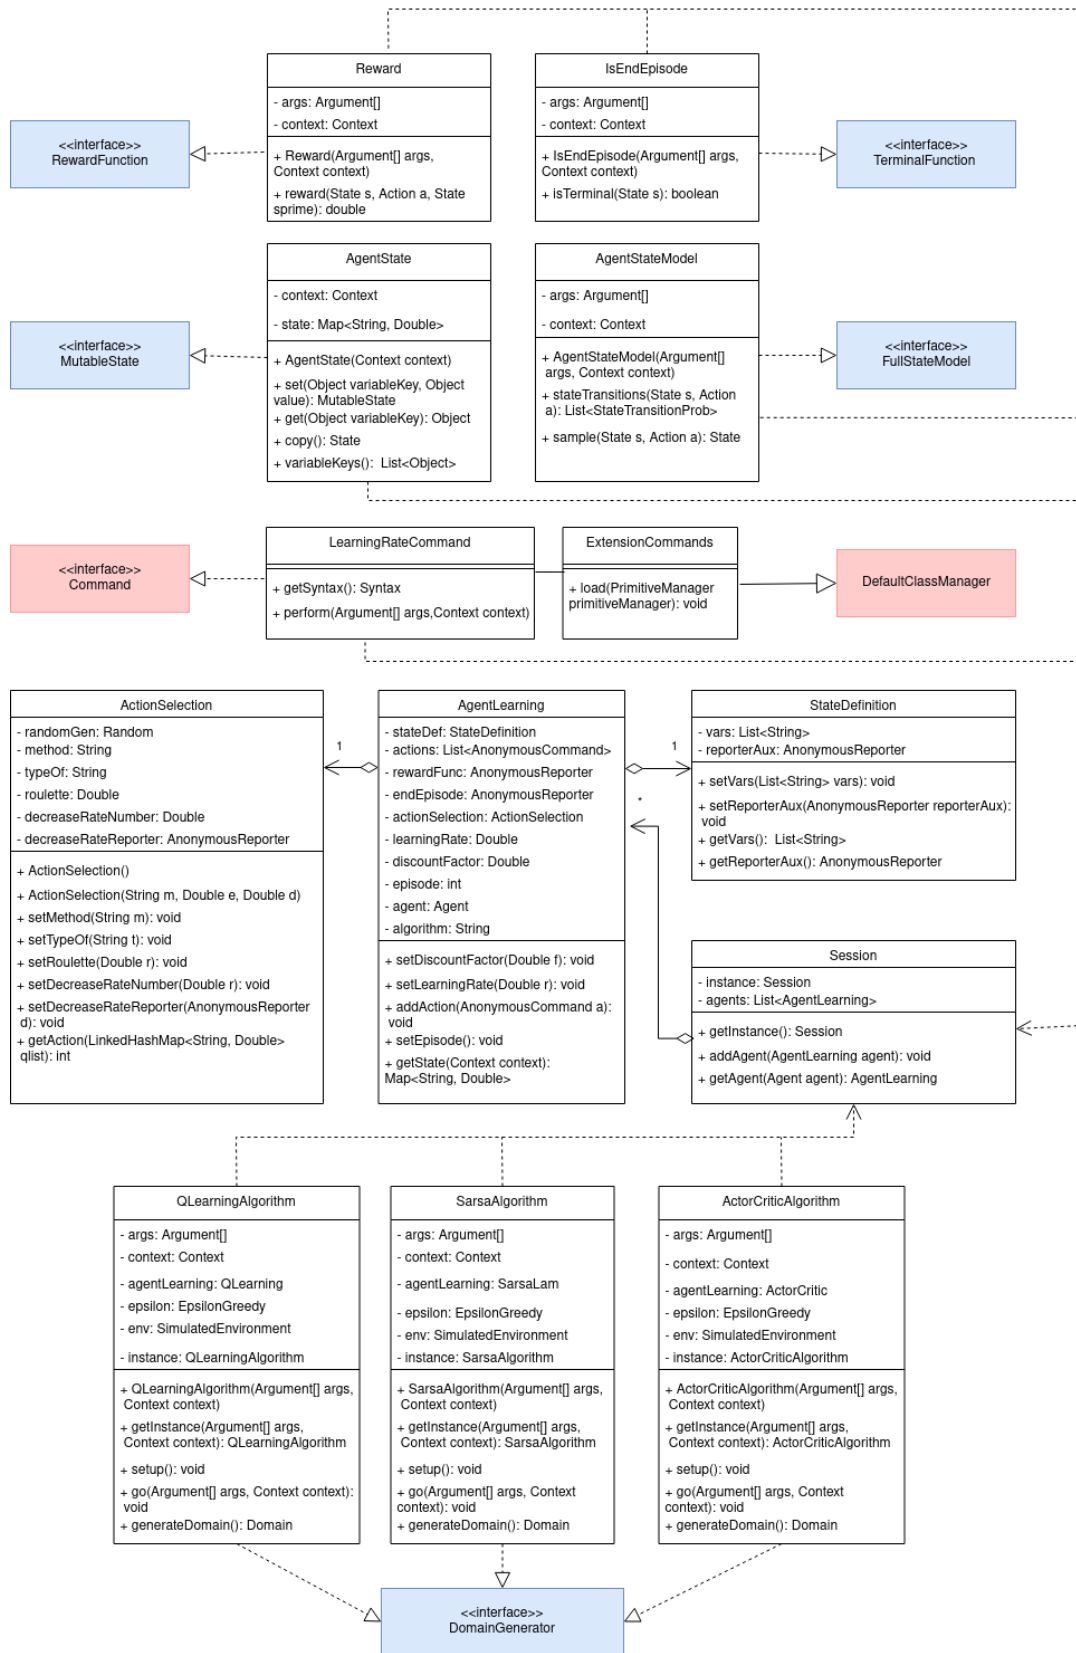 Reward
- args: Argument[]
- context: Context
+ Reward(Argument[] args,
Context context)
+ reward(State s, Action a, State
sprime): double
IsEndEpisode
- args: Argument[]
- context: Context
+ IsEndEpisode(Argument[] args,
Context context)
+ isTerminal(State s): boolean
<<interface>>
RewardFunction
<<interface>>
TerminalFunction
AgentState
- context: Context
- state: Map<String, Double>
+ AgentState(Context context)
+ set(Object variableKey, Object
value): MutableState
+ get(Object variableKey): Object
+ copy(): State
+ variableKeys():  List<Object>
AgentStateModel
- args: Argument[]
- context: Context
+ AgentStateModel(Argument[]
args, Context context)
+ stateTransitions(State s, Action
a): List<StateTransitionProb>
+ sample(State s, Action a): State
<<interface>>
MutableState
<<interface>>
FullStateModel
<<interface>>
Command
LearningRateCommand
+ getSyntax(): Syntax
+ perform(Argument[] args,Context context)
ExtensionCommands
+ load(PrimitiveManager
primitiveManager): void
DefaultClassManager
ActionSelection
- randomGen: Random
- method: String
- typeOf: String
- roulette: Double
- decreaseRateNumber: Double
- decreaseRateReporter: AnonymousReporter
+ ActionSelection()
+ ActionSelection(String m, Double e, Double d)
+ setMethod(String m): void
+ setTypeOf(String t): void
+ setRoulette(Double r): void
+ setDecreaseRateNumber(Double r): void
+ setDecreaseRateReporter(AnonymousReporter
d): void
+ getAction(LinkedHashMap<String, Double>
qlist): int
1
AgentLearning
- stateDef: StateDefinition
- actions: List<AnonymousCommand>
- rewardFunc: AnonymousReporter
- endEpisode: AnonymousReporter
- actionSelection: ActionSelection
- learningRate: Double
- discountFactor: Double
- episode: int
- agent: Agent
- algorithm: String
+ setDiscountFactor(Double f): void
+ setLearningRate(Double r): void
+ addAction(AnonymousCommand a):
void
+ setEpisode(): void
+ getState(Context context):
Map<String, Double>
1
*
StateDefinition
- vars: List<String>
- reporterAux: AnonymousReporter
+ setVars(List<String> vars): void
+ setReporterAux(AnonymousReporter reporterAux):
void
+ getVars():  List<String>
+ getReporterAux(): AnonymousReporter
Session
- instance: Session
- agents: List<AgentLearning>
+ getInstance(): Session
+ addAgent(AgentLearning agent): void
+ getAgent(Agent agent): AgentLearning
QLearningAlgorithm
- args: Argument[]
- context: Context
- agentLearning: QLearning
- epsilon: EpsilonGreedy
- env: SimulatedEnvironment
- instance: QLearningAlgorithm
+ QLearningAlgorithm(Argument[] args,
Context context)
+ getInstance(Argument[] args,
Context context): QLearningAlgorithm
+ setup(): void
+ go(Argument[] args, Context context):
void
+ generateDomain(): Domain
SarsaAlgorithm
- args: Argument[]
- context: Context
- agentLearning: SarsaLam
- epsilon: EpsilonGreedy
- env: SimulatedEnvironment
- instance: SarsaAlgorithm
+ SarsaAlgorithm(Argument[] args,
Context context)
+ getInstance(Argument[] args,
Context context): SarsaAlgorithm
+ setup(): void
+ go(Argument[] args, Context
context): void
+ generateDomain(): Domain
ActorCriticAlgorithm
- args: Argument[]
- context: Context
- agentLearning: ActorCritic
- epsilon: EpsilonGreedy
- env: SimulatedEnvironment
- instance: ActorCriticAlgorithm
+ ActorCriticAlgorithm(Argument[] args,
Context context)
+ getInstance(Argument[] args,
Context context): ActorCriticAlgorithm
+ setup(): void
+ go(Argument[] args, Context
context): void
+ generateDomain(): Domain
<<interface>>
DomainGenerator